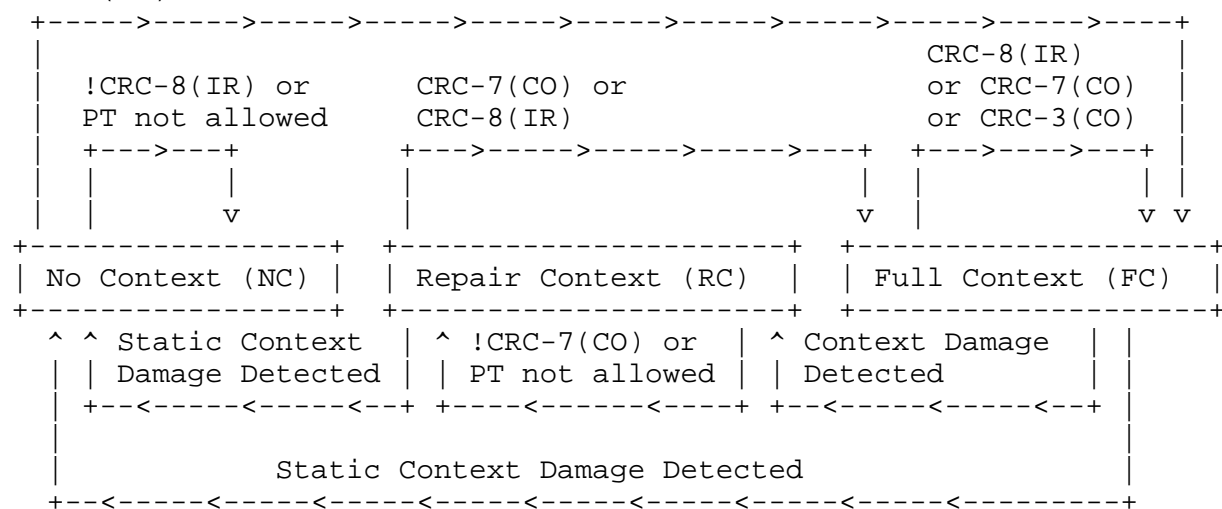 CRC-8(IR)
!CRC-8(IR) or CRC-7(CO) or or CRC-7(CO)
PT not allowed CRC-8(IR) or CRC-3(CO)
v v v v
No Context (NC) Repair Context (RC) Full Context (FC)
^ ^ Static Context ^ !CRC-7(CO) or ^ Context Damage
Damage Detected PT not allowed Detected
Static Context Damage Detected